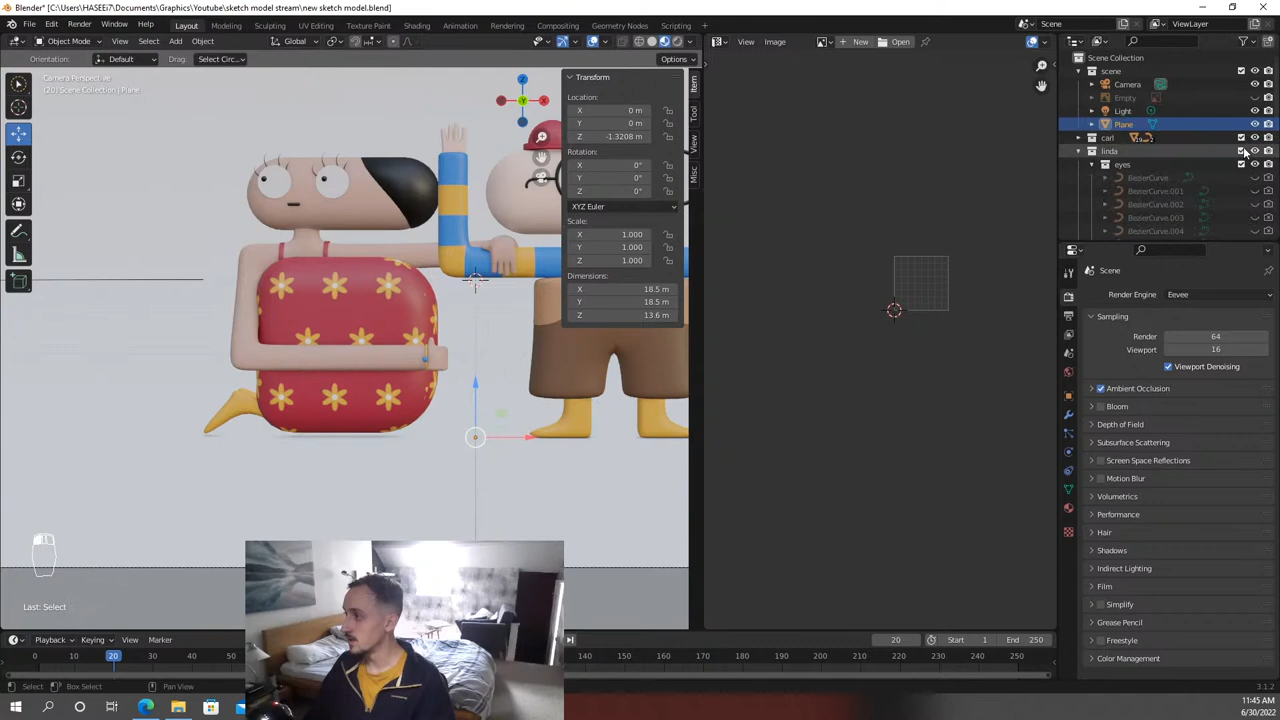 Blender* [C:\Users\HASEEi7\Documents\Graphics\Youtube\sketch model stream\new sketch model.blend]
File Edit Render Window Help Layout Modeling Sculpting UV Editing Texture Paint Shading Animation Rendering Compositing Geometry Nodes Scripting + Scene ViewLayer
Object Mode View Select Add Object Global View Image New Open
Orientation: Default Drag: Select Circ... Options
Camera Perspective
(20) Scene Collection | Plane
Z
X
Y
Transform
Location:
X 0 m
Y 0 m
Z -1.3208 m
Rotation:
X 0°
Y 0°
Z 0°
XYZ Euler
Scale:
X 1.000
Y 1.000
Z 1.000
Dimensions:
X 18.5 m
Y 18.5 m
Z 13.6 m
Item
Tool
View
Misc
Scene Collection
scene
Camera
Empty
Light
Plane
carl
linda
eyes
BezierCurve
BezierCurve.001
BezierCurve.002
BezierCurve.003
BezierCurve.004
Scene
Render Engine Eevee
Sampling
Render 64
Viewport 16
Viewport Denoising
Ambient Occlusion
Bloom
Depth of Field
Subsurface Scattering
Screen Space Reflections
Motion Blur
Volumetrics
Performance
Hair
Shadows
Indirect Lighting
Film
Simplify
Grease Pencil
Freestyle
Color Management
Last: Select
Playback Keying View Marker 20 Start 1 End 250
0 10 20 30 40 50 130 140 150 160 170 180 190 200 210 220 230 240 250
Select Box Select Pan View 3.1.2
11:45 AM
6/30/2022